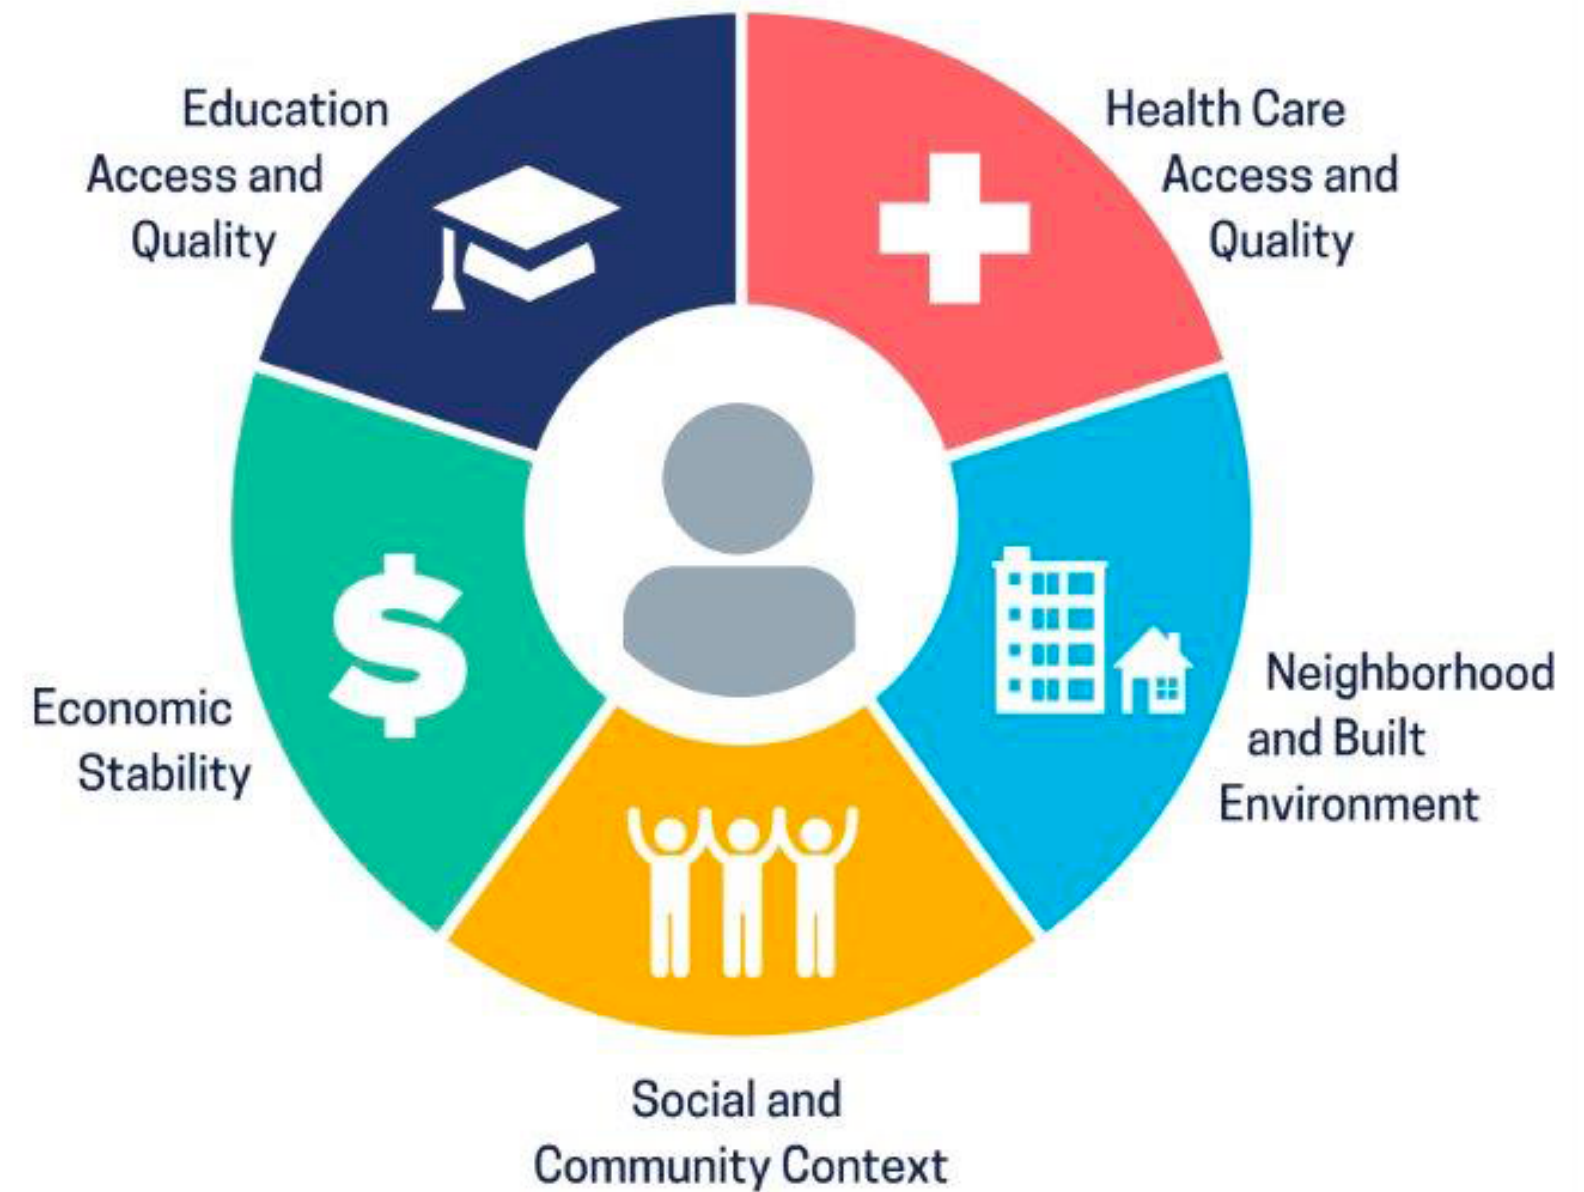 Education
Access and
Quality
Health Care
Access and
Quality
Economic
Stability
Neighborhood
and Built
Environment
Social and
Community Context